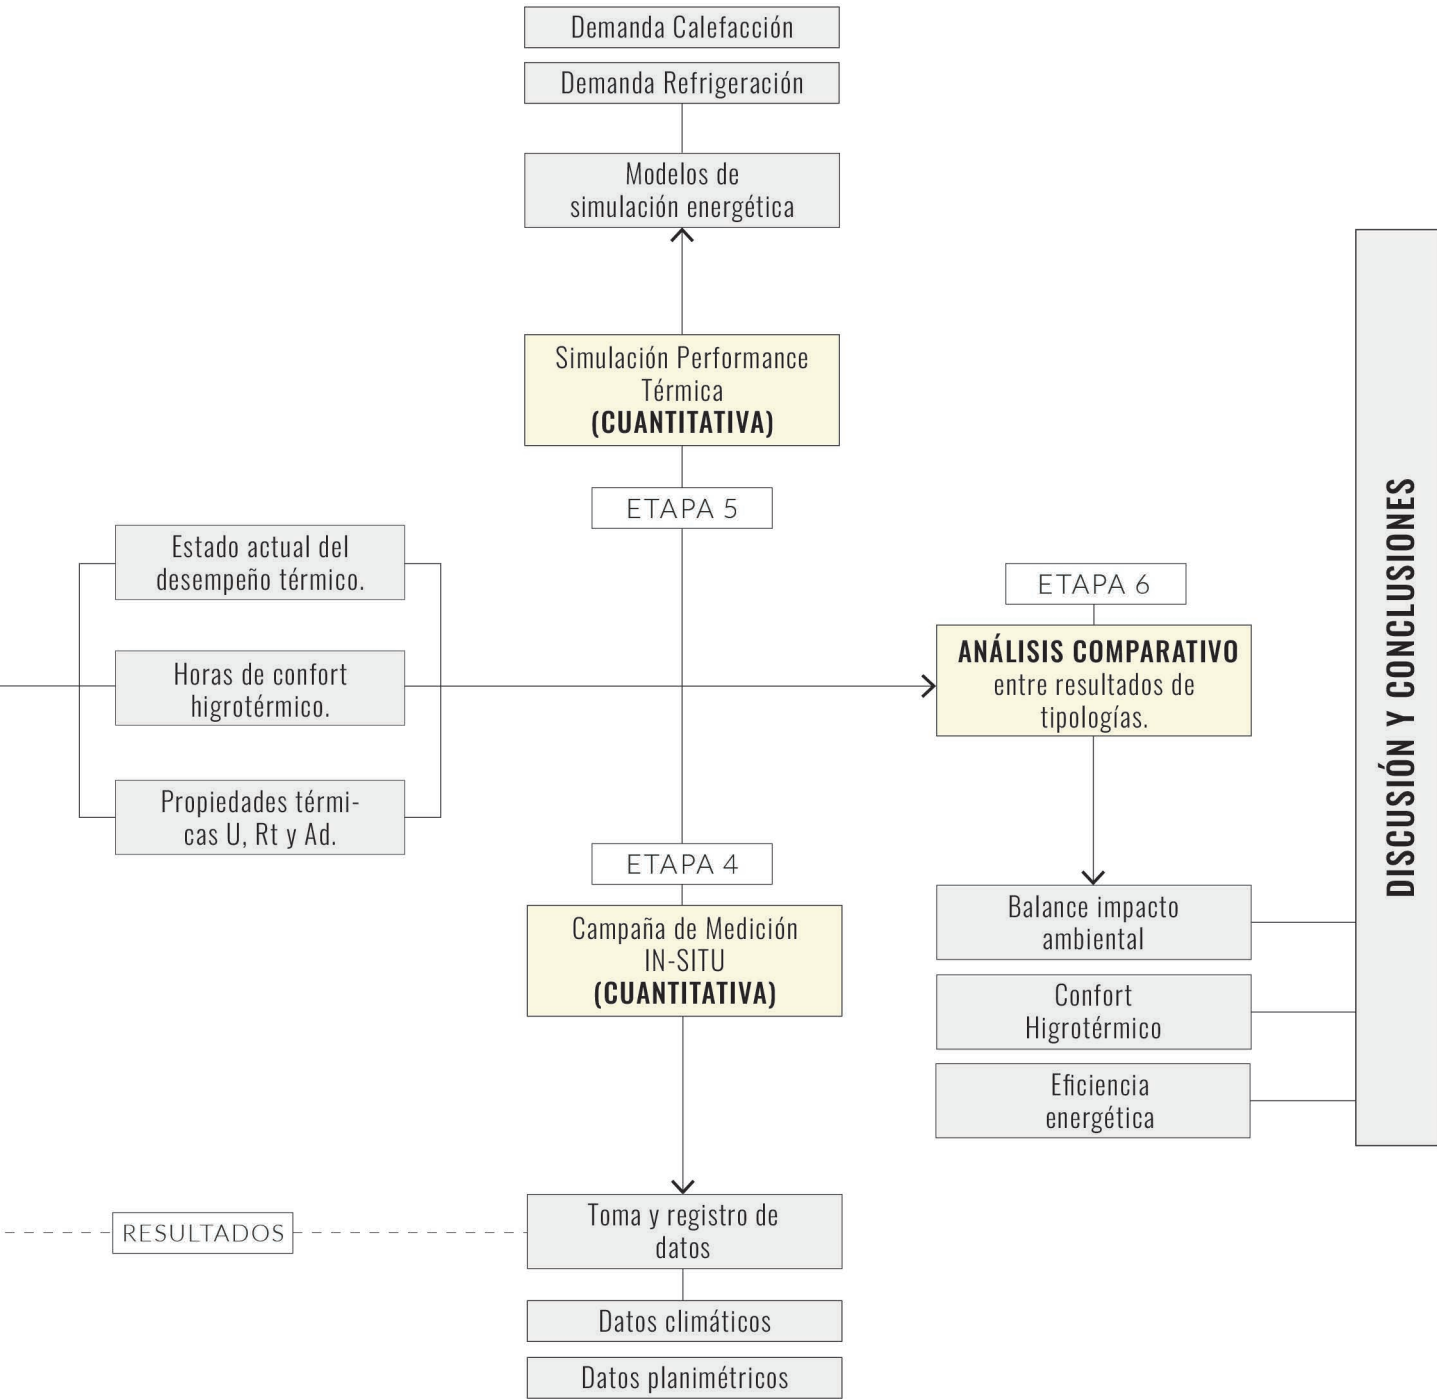 Demanda Calefacción
Demanda Refrigeración
Modelos de
simulación energética
Simulación Performance
Térmica
(CUANTITATIVA)
ETAPA 5
Estado actual del
desempeño térmico.
Horas de confort
higrotérmico.
Propiedades térmi-
cas U, Rt y Ad.
ETAPA 4
Campaña de Medición
IN-SITU
(CUANTITATIVA)
RESULTADOS
Toma y registro de
datos
Datos climáticos
Datos planimétricos
ETAPA 6
ANÁLISIS COMPARATIVO
entre resultados de
tipologías.
Balance impacto
ambiental
Confort
Higrotérmico
Eficiencia
energética
DISCUSIÓN Y CONCLUSIONES